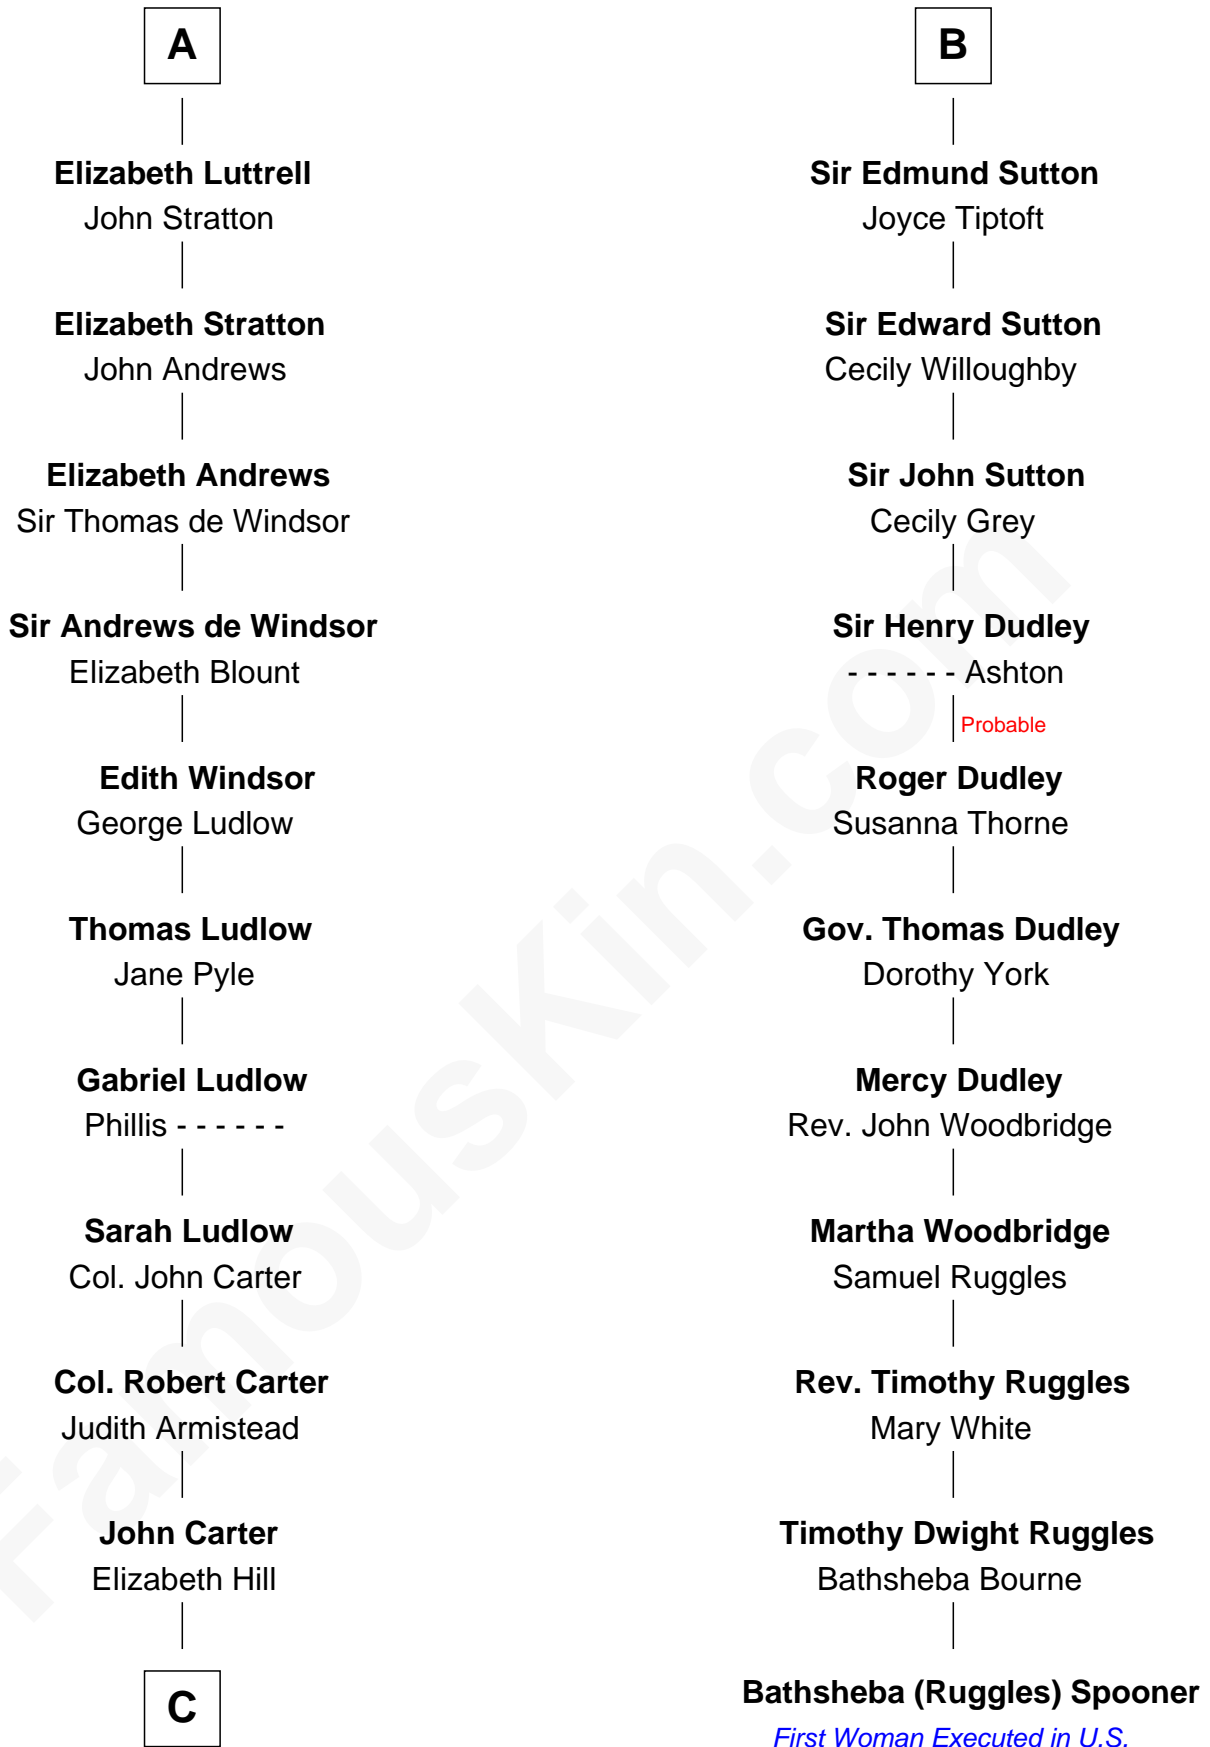 A
Elizabeth Luttrell
John Stratton
Elizabeth Stratton
John Andrews
Elizabeth Andrews
Sir Thomas de Windsor
Sir Andrews de Windsor
Elizabeth Blount
Edith Windsor
George Ludlow
Thomas Ludlow
Jane Pyle
Gabriel Ludlow
Phillis - - - - - -
Sarah Ludlow
Col. John Carter
Col. Robert Carter
Judith Armistead
John Carter
Elizabeth Hill
C
B
Sir Edmund Sutton
Joyce Tiptoft
Sir Edward Sutton
Cecily Willoughby
Sir John Sutton
Cecily Grey
Sir Henry Dudley
- - - - - - Ashton
Probable
Roger Dudley
Susanna Thorne
Gov. Thomas Dudley
Dorothy York
Mercy Dudley
Rev. John Woodbridge
Martha Woodbridge
Samuel Ruggles
Rev. Timothy Ruggles
Mary White
Timothy Dwight Ruggles
Bathsheba Bourne
Bathsheba (Ruggles) Spooner
First Woman Executed in U.S.
FamousKin.com